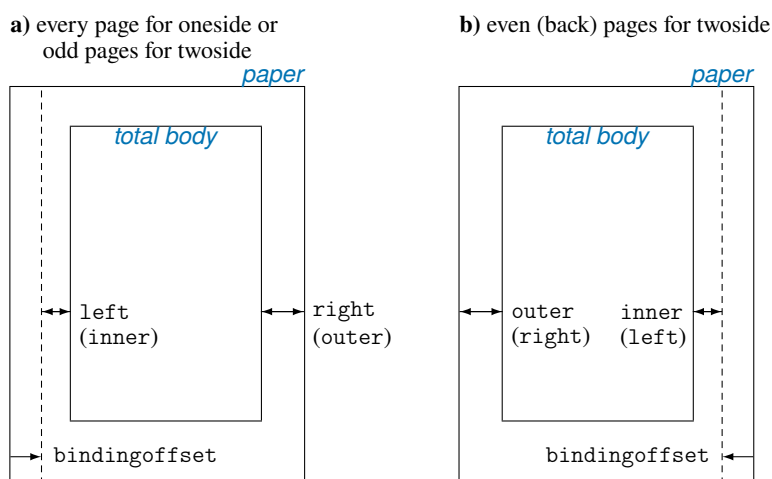 a) every page for oneside or
odd pages for twoside
paper
total body
left
(inner)
right
(outer)
bindingoffset
b) even (back) pages for twoside
paper
total body
outer
(right)
inner
(left)
bindingoffset